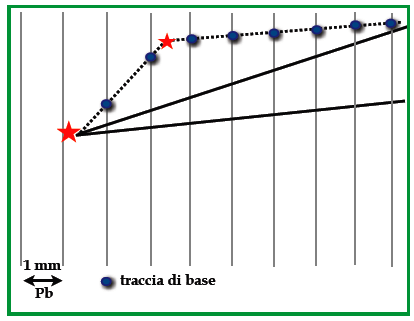 1 mm
Pb
traccia di base